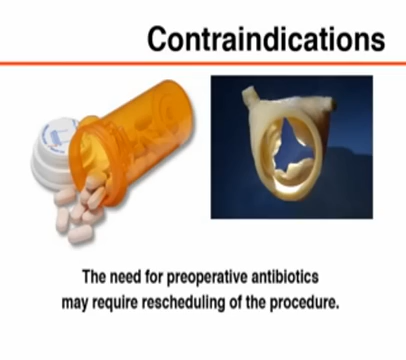 Contraindications
The need for preoperative antibiotics
may require rescheduling of the procedure.